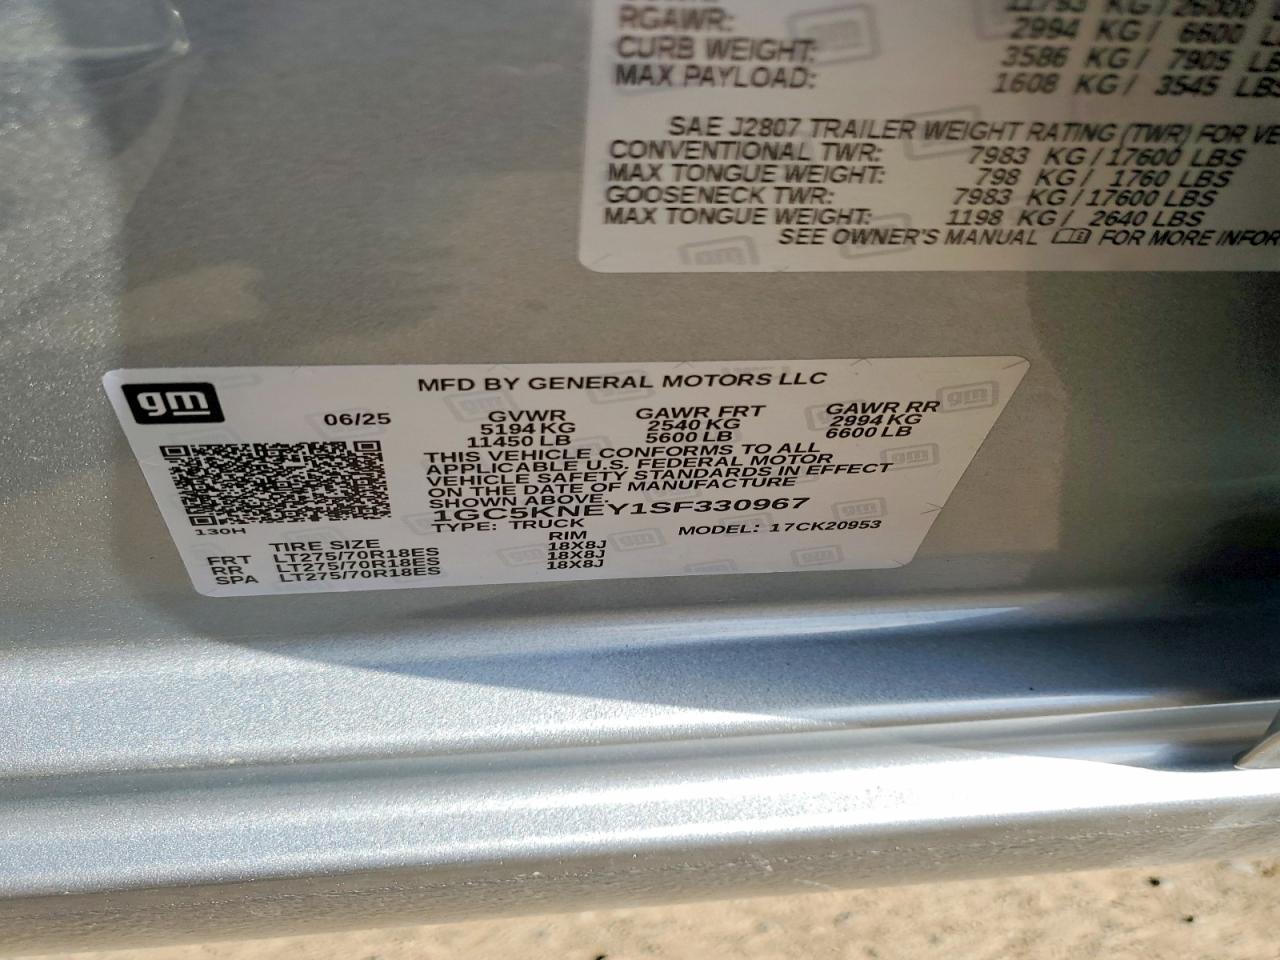 11793 KG / 26000
RGAWR: 2994 KG / 6600
CURB WEIGHT: 3586 KG / 7905 LB
MAX PAYLOAD: 1608 KG / 3545 LBS
SAE J2807 TRAILER WEIGHT RATING (TWR) FOR VE
CONVENTIONAL TWR: 7983 KG / 17600 LBS
MAX TONGUE WEIGHT: 798 KG / 1760 LBS
GOOSENECK TWR: 7983 KG / 17600 LBS
MAX TONGUE WEIGHT: 1198 KG / 2640 LBS
SEE OWNER'S MANUAL FOR MORE INFOR
gm
MFD BY GENERAL MOTORS LLC
06/25 GVWR GAWR FRT GAWR RR
5194 KG 2540 KG 2994 KG
11450 LB 5600 LB 6600 LB
THIS VEHICLE CONFORMS TO ALL
APPLICABLE U.S. FEDERAL MOTOR
VEHICLE SAFETY STANDARDS IN EFFECT
ON THE DATE OF MANUFACTURE
SHOWN ABOVE.
1GC5KNEY1SF330967
130H TYPE: TRUCK MODEL: 17CK20953
TIRE SIZE RIM
FRT LT275/70R18ES 18X8J
RR LT275/70R18ES 18X8J
SPA LT275/70R18ES 18X8J